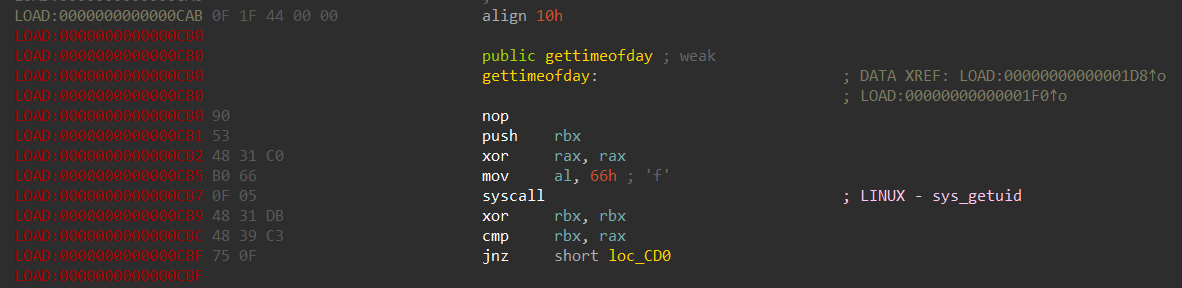 LOAD:0000000000000CAB 0F 1F 44 00 00 align 10h
LOAD:0000000000000CB0
LOAD:0000000000000CB0 public gettimeofday ; weak
LOAD:0000000000000CB0 gettimeofday: ; DATA XREF: LOAD:00000000000001D8↑o
LOAD:0000000000000CB0 ; LOAD:00000000000001F0↑o
LOAD:0000000000000CB0 90 nop
LOAD:0000000000000CB1 53 push rbx
LOAD:0000000000000CB2 48 31 C0 xor rax, rax
LOAD:0000000000000CB5 B0 66 mov al, 66h ; 'f'
LOAD:0000000000000CB7 0F 05 syscall ; LINUX - sys_getuid
LOAD:0000000000000CB9 48 31 DB xor rbx, rbx
LOAD:0000000000000CBC 48 39 C3 cmp rbx, rax
LOAD:0000000000000CBF 75 0F jnz short loc_CD0
LOAD:0000000000000CBF